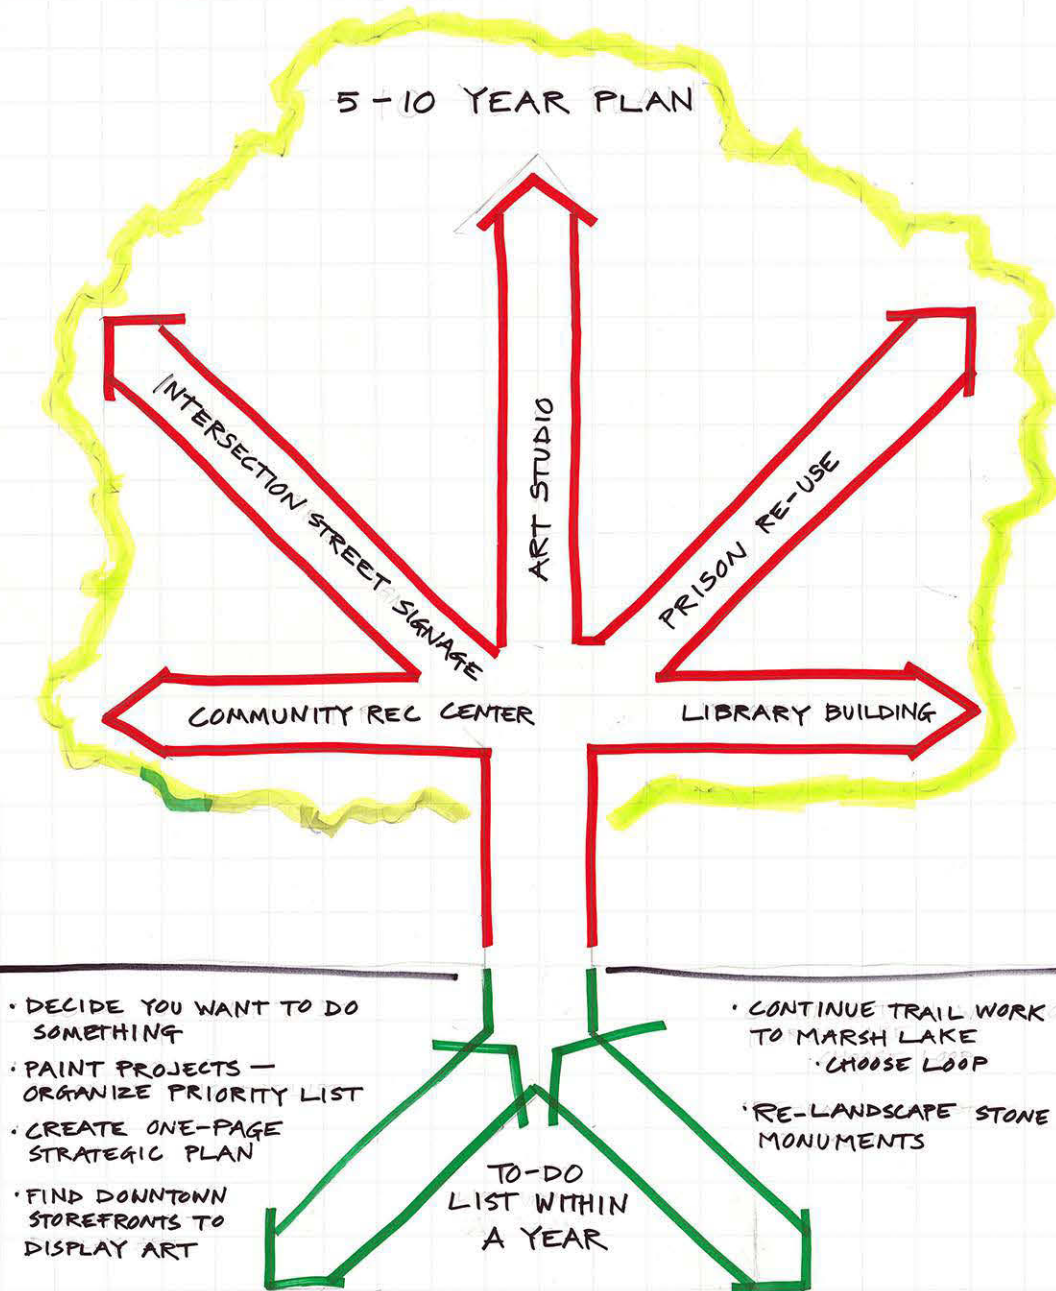 5-10 YEAR PLAN
INTERSECTION STREET SIGNAGE
ART STUDIO
PRISON RE-USE
COMMUNITY REC CENTER
LIBRARY BUILDING
· DECIDE YOU WANT TO DO
SOMETHING
· PAINT PROJECTS —
ORGANIZE PRIORITY LIST
· CREATE ONE-PAGE
STRATEGIC PLAN
· FIND DOWNTOWN
STOREFRONTS TO
DISPLAY ART
TO-DO
LIST WITHIN
A YEAR
· CONTINUE TRAIL WORK
TO MARSH LAKE
· CHOOSE LOOP
· RE-LANDSCAPE STONE
MONUMENTS